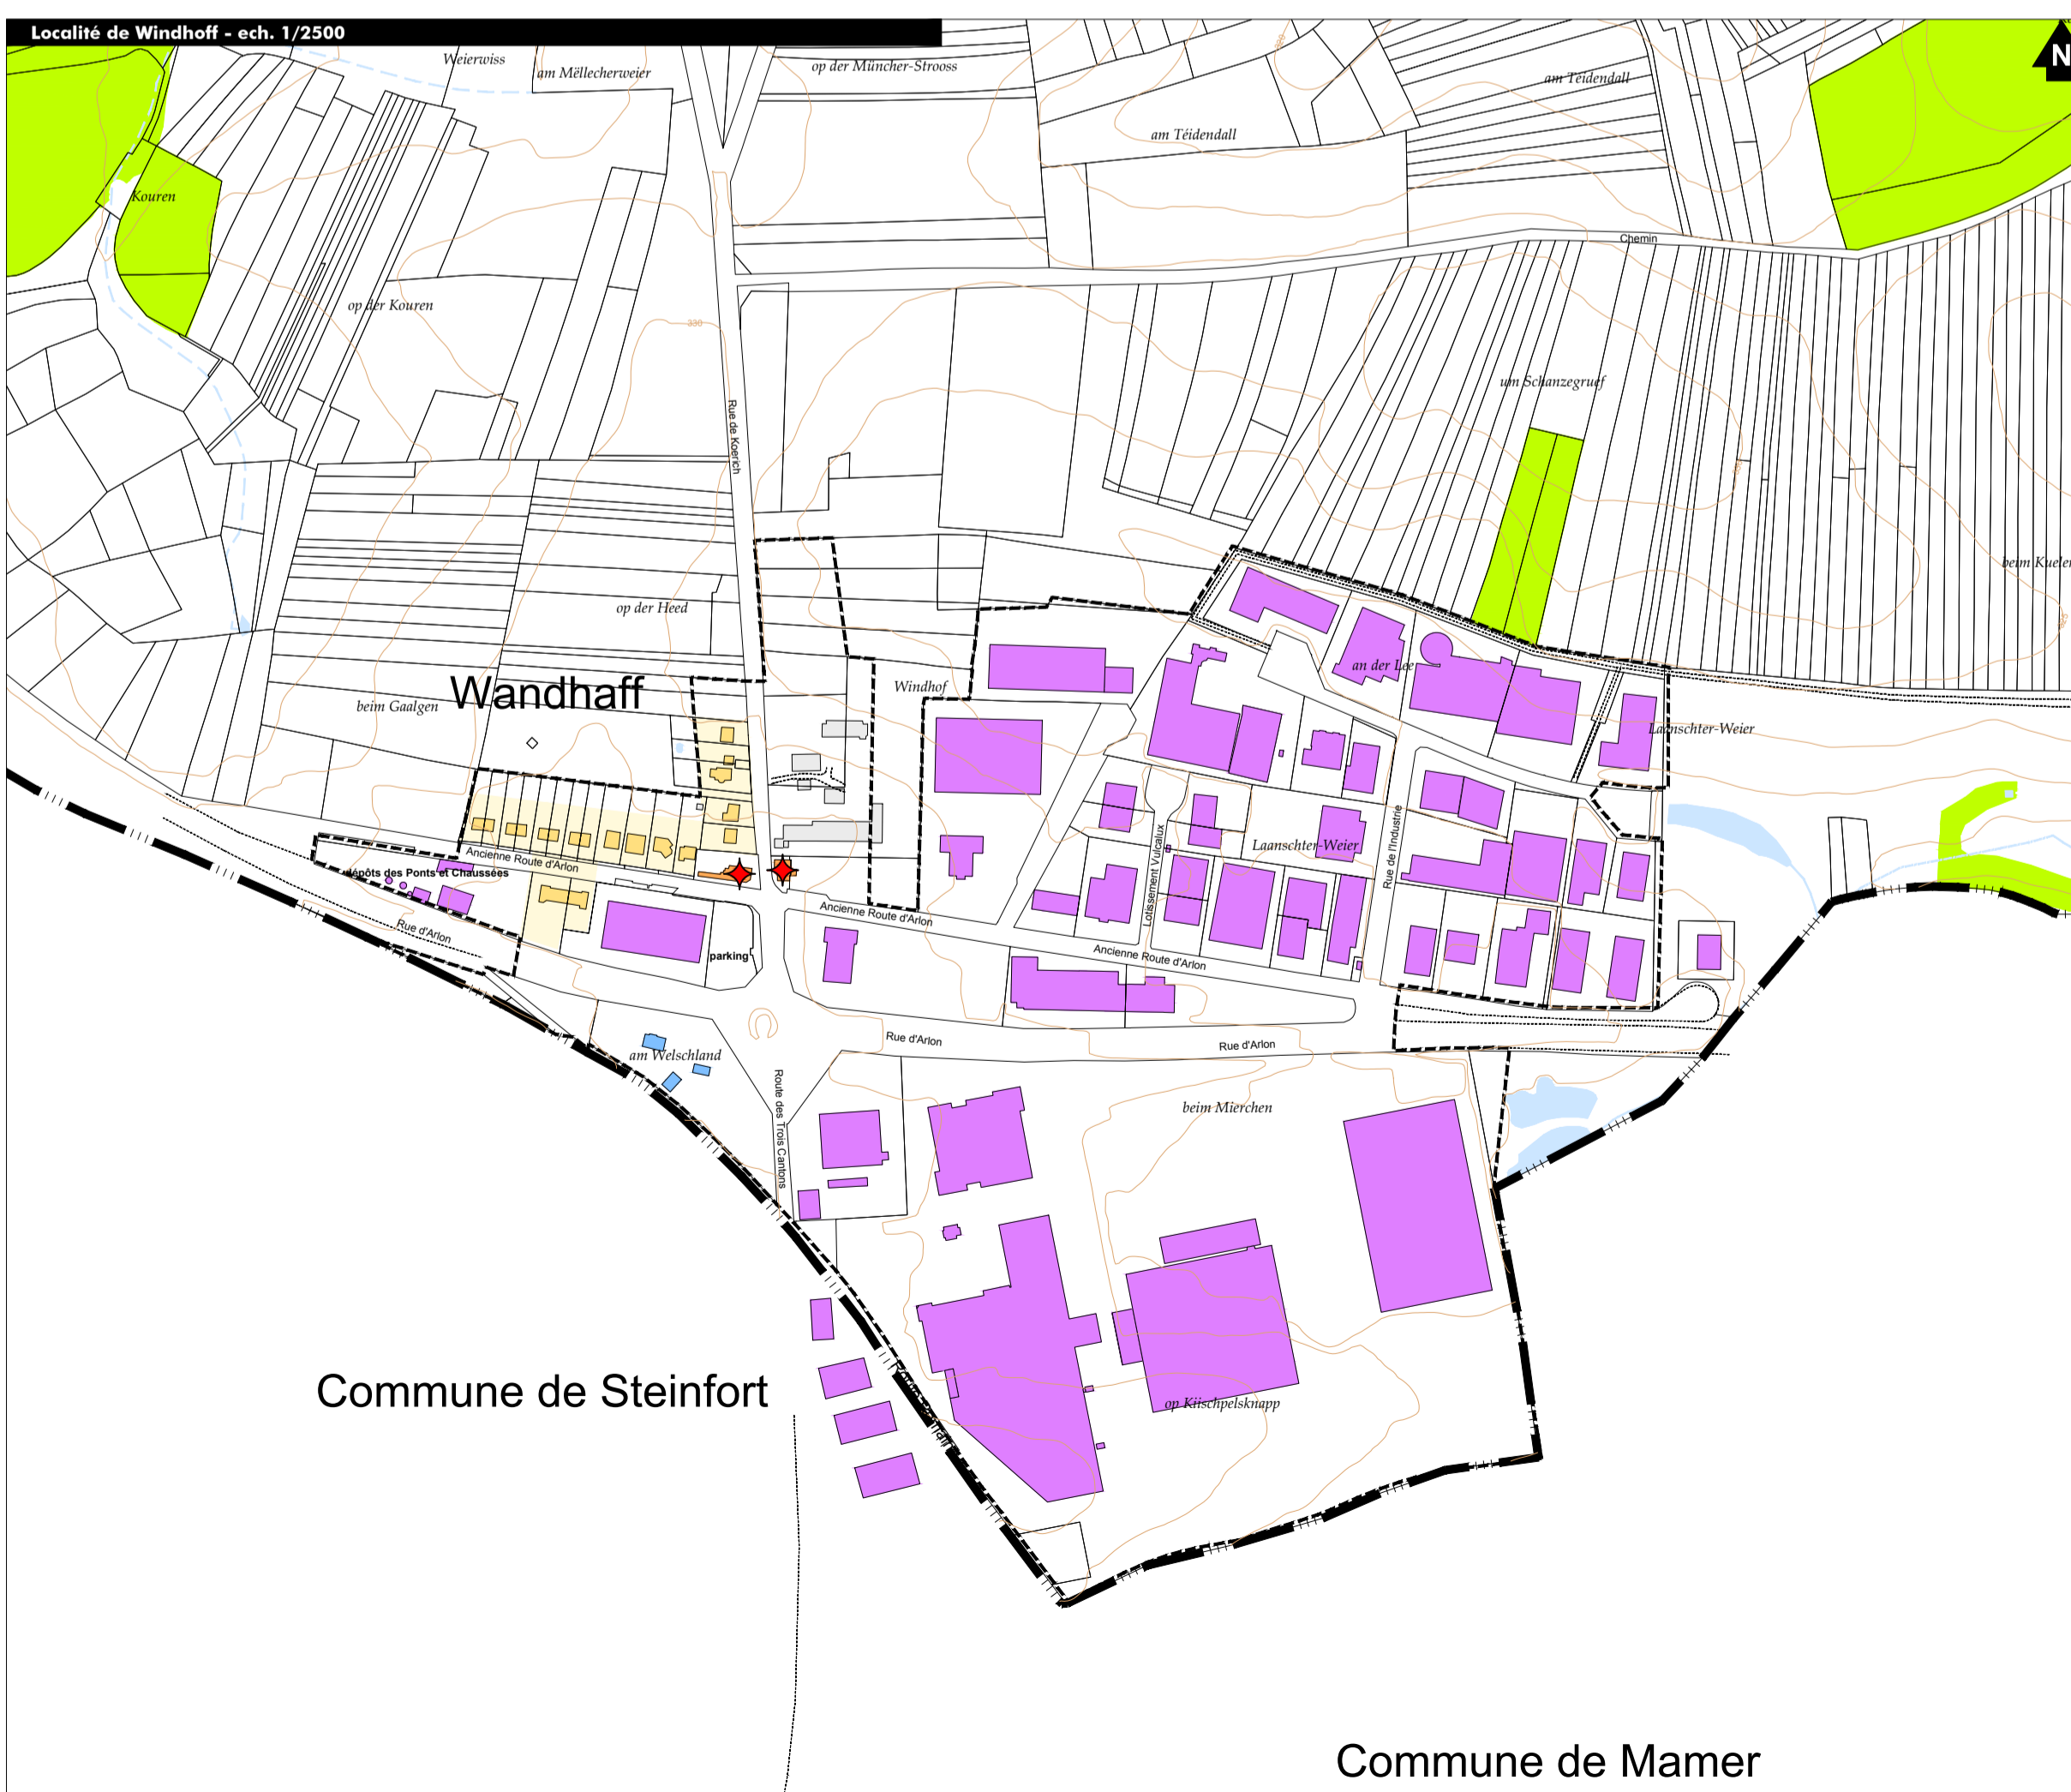 Localité de Windhoff - ech. 1/2500
N
Weierwiss
am Mëllecherweier
op der Müncher-Strooss
am Téidendall
am Téidendall
Kouren
Chemin
op der Kouren
330
um Schanzegruef
Rue de Koerich
op der Heed
an der Lee
Windhof
Wandhaff
beim Gaalgen
Laanschter-Weier
Laanschter-Weier
Rue de l'Industrie
Lotissement Vulcalux
Ancienne Route d'Arlon
dépôts des Ponts et Chaussées
Ancienne Route d'Arlon
Rue d'Arlon
parking
Ancienne Route d'Arlon
Rue d'Arlon
Rue d'Arlon
am Welschland
Route des Trois Cantons
beim Mierchen
Commune de Steinfort
op Kiischpelsknapp
Commune de Mamer